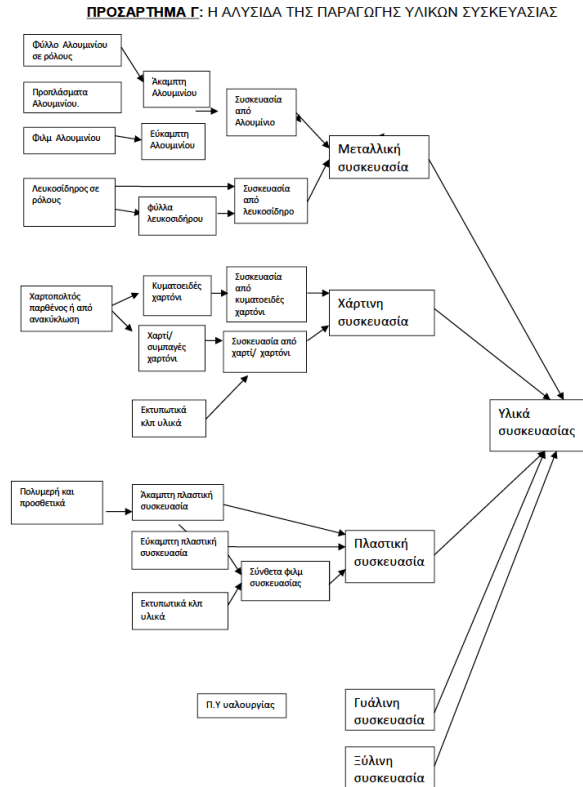 ΠΡΟΣΑΡΤΗΜΑ Γ: Η ΑΛΥΣΙΔΑ ΤΗΣ ΠΑΡΑΓΩΓΗΣ ΥΛΙΚΩΝ ΣΥΣΚΕΥΑΣΙΑΣ
Φύλλο Αλουμινίου
σε ρόλους
Προπλάσματα
Αλουμινίου.
Φιλμ Αλουμινίου
Άκαμπτη
Αλουμινίου
Εύκαμπτη
Αλουμινίου
Συσκευασία
από
Αλουμίνιο
Μεταλλική
συσκευασία
Λευκοσίδηρος σε
ρόλους
φύλλα
λευκοσιδήρου
Συσκευασία
από
λευκοσίδηρο
Χαρτοπολτός
παρθένος ή από
ανακύκλωση
Κυματοειδές
χαρτόνι
Συσκευασία
από
κυματοειδές
χαρτόνι
Χάρτινη
συσκευασία
Χαρτί/
συμπαγές
χαρτόνι
Συσκευασία από
χαρτί/ χαρτόνι
Εκτυπωτικά
κλπ υλικά
Υλικά
συσκευασίας
Πολυμερή και
προσθετικά
Άκαμπτη πλαστική
συσκευασία
Εύκαμπτη πλαστική
συσκευασία
Σύνθετα φιλμ
συσκευασίας
Πλαστική
συσκευασία
Εκτυπωτικά κλπ
υλικά
Π.Υ υαλουργίας
Γυάλινη
συσκευασία
Ξύλινη
συσκευασία